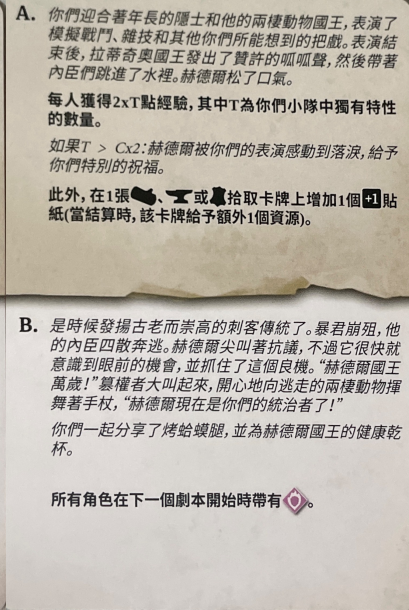 A. 你們迎合著年長的隱士和他的兩棲動物國王，表演了
模擬戰鬥、雜技和其他你們所能想到的把戲。表演結
束後，拉蒂奇奧國王發出了贊許的呱呱聲，然後帶著
內臣們跳進了水裡。赫德爾松了口氣。
每人獲得2xT點經驗，其中T為你們小隊中獨有特性
的數量。
如果T > Cx2：赫德爾被你們的表演感動到落淚，給予
你們特別的祝福。
此外，在1張、或拾取卡牌上增加1個+1貼
紙(當結算時，該卡牌給予額外1個資源)。
B. 是時候發揚古老而崇高的刺客傳統了。暴君崩殂，他
的內臣四散奔逃。赫德爾尖叫著抗議，不過它很快就
意識到眼前的機會，並抓住了這個良機。“赫德爾國王
萬歲！”篡權者大叫起來，開心地向逃走的兩棲動物揮
舞著手杖，“赫德爾現在是你們的統治者了！”
你們一起分享了烤蛤蟆腿，並為赫德爾國王的健康乾
杯。
所有角色在下一個劇本開始時帶有。